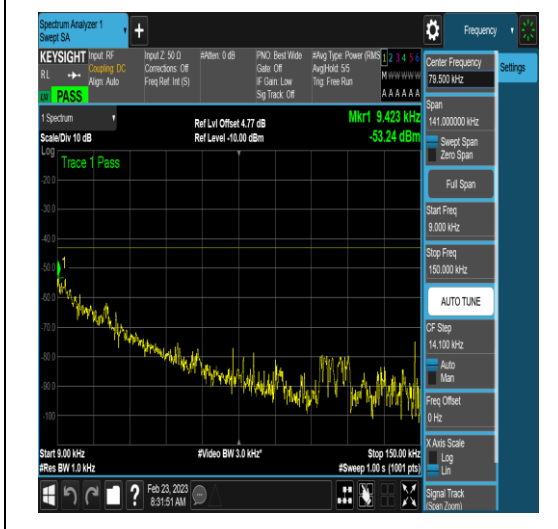 Spectrum Analyzer 1
Swept SA
+
Frequency
KEYSIGHT Input: RF Input Z: 50 Ω #Atten: 0 dB PNO: Best Wide #Avg Type: Power (RMS 1 2 3 4 5 6
RL Coupling: DC Corrections: Off Gate: Off Avg|Hold: 5/5 M W W W W W
Align: Auto Freq Ref: Int (S) IF Gain: Low Trig: Free Run
Sig Track: Off A A A A A A
PASS
1 Spectrum
Ref Lvl Offset 4.77 dB Mkr1 9.423 kHz
Scale/Div 10 dB Ref Level -10.00 dBm -53.24 dBm
Log
Trace 1 Pass
-20.0
-30.0
-40.0
-50.0
1
-60.0
-70.0
-80.0
-90.0
-100
Start 9.00 kHz #Video BW 3.0 kHz* Stop 150.00 kHz
#Res BW 1.0 kHz #Sweep 1.00 s (1001 pts)
? Feb 23, 2023
8:31:51 AM
Center Frequency
79.500 kHz
Settings
Span
141.000000 kHz
Swept Span
Zero Span
Full Span
Start Freq
9.000 kHz
Stop Freq
150.000 kHz
AUTO TUNE
CF Step
14.100 kHz
Auto
Man
Freq Offset
0 Hz
X Axis Scale
Log
Lin
Signal Track
(Span Zoom)